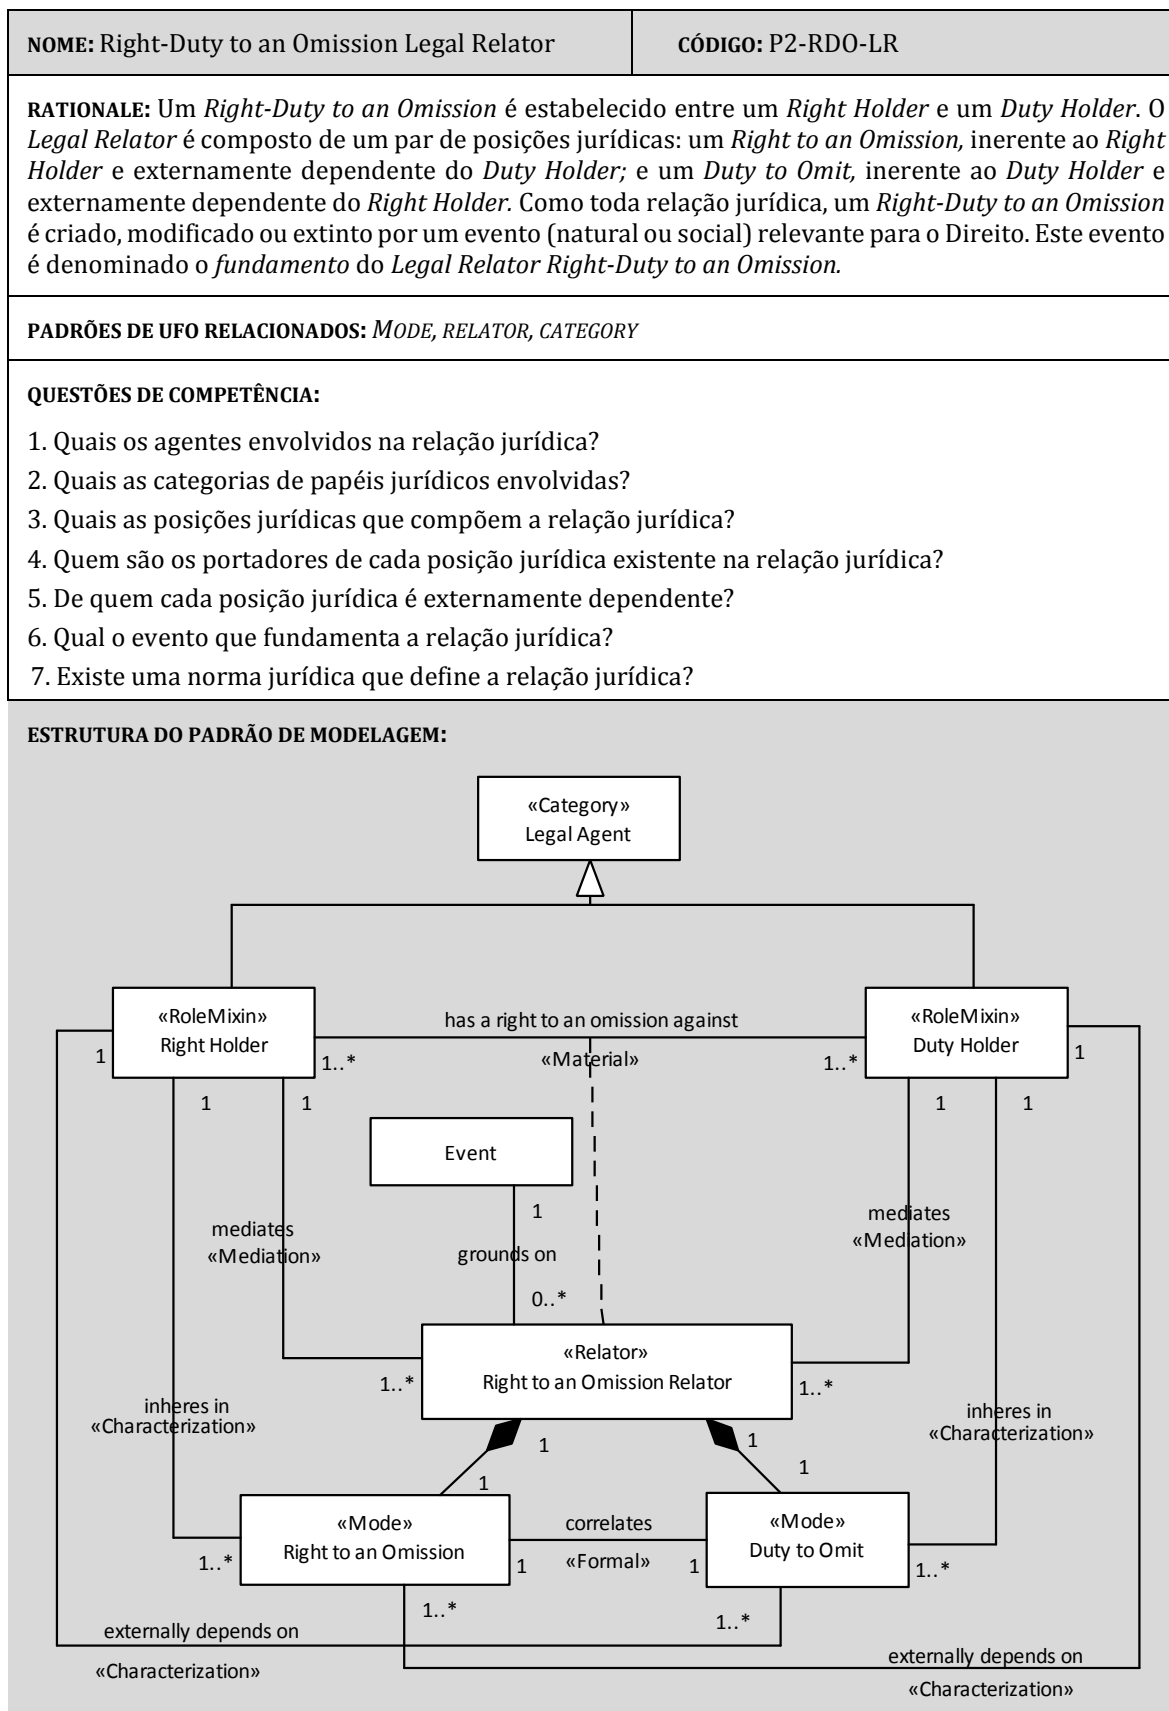 NOME: Right-Duty to an Omission Legal Relator
CÓDIGO: P2-RDO-LR
RATIONALE: Um Right-Duty to an Omission é estabelecido entre um Right Holder e um Duty Holder. O
Legal Relator é composto de um par de posições jurídicas: um Right to an Omission, inerente ao Right
Holder e externamente dependente do Duty Holder; e um Duty to Omit, inerente ao Duty Holder e
externamente dependente do Right Holder. Como toda relação jurídica, um Right-Duty to an Omission
é criado, modificado ou extinto por um evento (natural ou social) relevante para o Direito. Este evento
é denominado o fundamento do Legal Relator Right-Duty to an Omission.
PADRÕES DE UFO RELACIONADOS: MODE, RELATOR, CATEGORY
QUESTÕES DE COMPETÊNCIA:
1. Quais os agentes envolvidos na relação jurídica?
2. Quais as categorias de papéis jurídicos envolvidas?
3. Quais as posições jurídicas que compõem a relação jurídica?
4. Quem são os portadores de cada posição jurídica existente na relação jurídica?
5. De quem cada posição jurídica é externamente dependente?
6. Qual o evento que fundamenta a relação jurídica?
7. Existe uma norma jurídica que define a relação jurídica?
ESTRUTURA DO PADRÃO DE MODELAGEM:
«Category»
Legal Agent
«RoleMixin»
Right Holder
has a right to an omission against
«Material»
«RoleMixin»
Duty Holder
1
1..*
1..*
1
1
1
1
1
Event
1
mediates
«Mediation»
grounds on
mediates
«Mediation»
0..*
«Relator»
Right to an Omission Relator
1..*
1..*
inheres in
«Characterization»
inheres in
«Characterization»
1
1
1
1
«Mode»
Right to an Omission
correlates
«Formal»
«Mode»
Duty to Omit
1..*
1
1
1..*
1..*
1..*
externally depends on
«Characterization»
externally depends on
«Characterization»